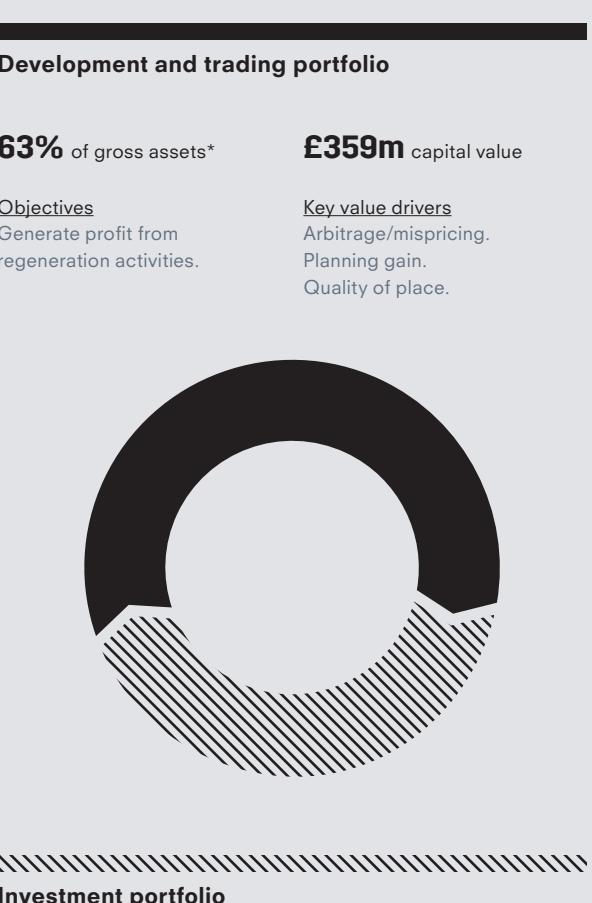 Development and trading portfolio
63% of gross assets*
£359m capital value
Objectives
Generate profit from
regeneration activities.
Key value drivers
Arbitrage/mispricing.
Planning gain.
Quality of place.
Investment portfolio